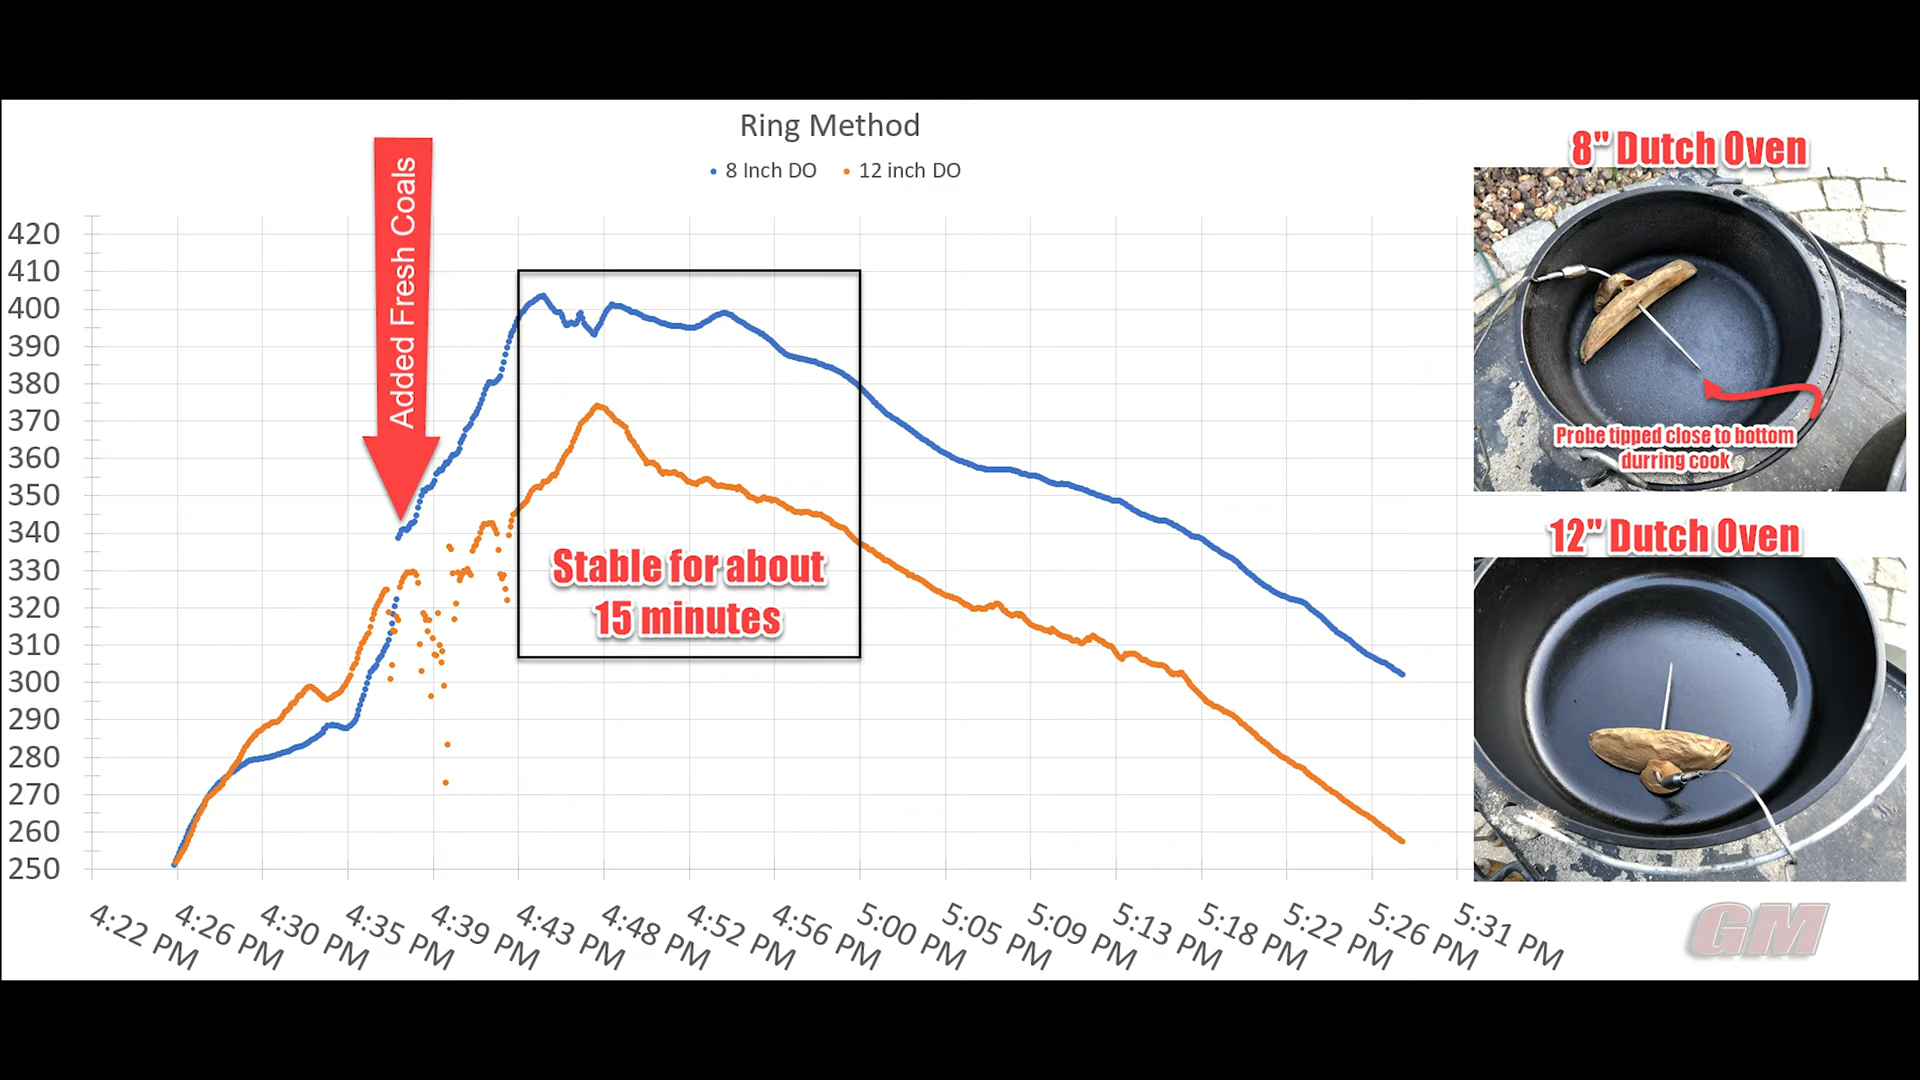 Ring Method
8 Inch DO
12 inch DO
Added Fresh Coals
420
410
400
390
380
370
360
350
340
330
320
310
300
290
280
270
260
250
Stable for about
15 minutes
4:22 PM
4:26 PM
4:30 PM
4:35 PM
4:39 PM
4:43 PM
4:48 PM
4:52 PM
4:56 PM
5:00 PM
5:05 PM
5:09 PM
5:13 PM
5:18 PM
5:22 PM
5:26 PM
5:31 PM
8" Dutch Oven
Probe tipped close to bottom
durring cook
12" Dutch Oven
GM